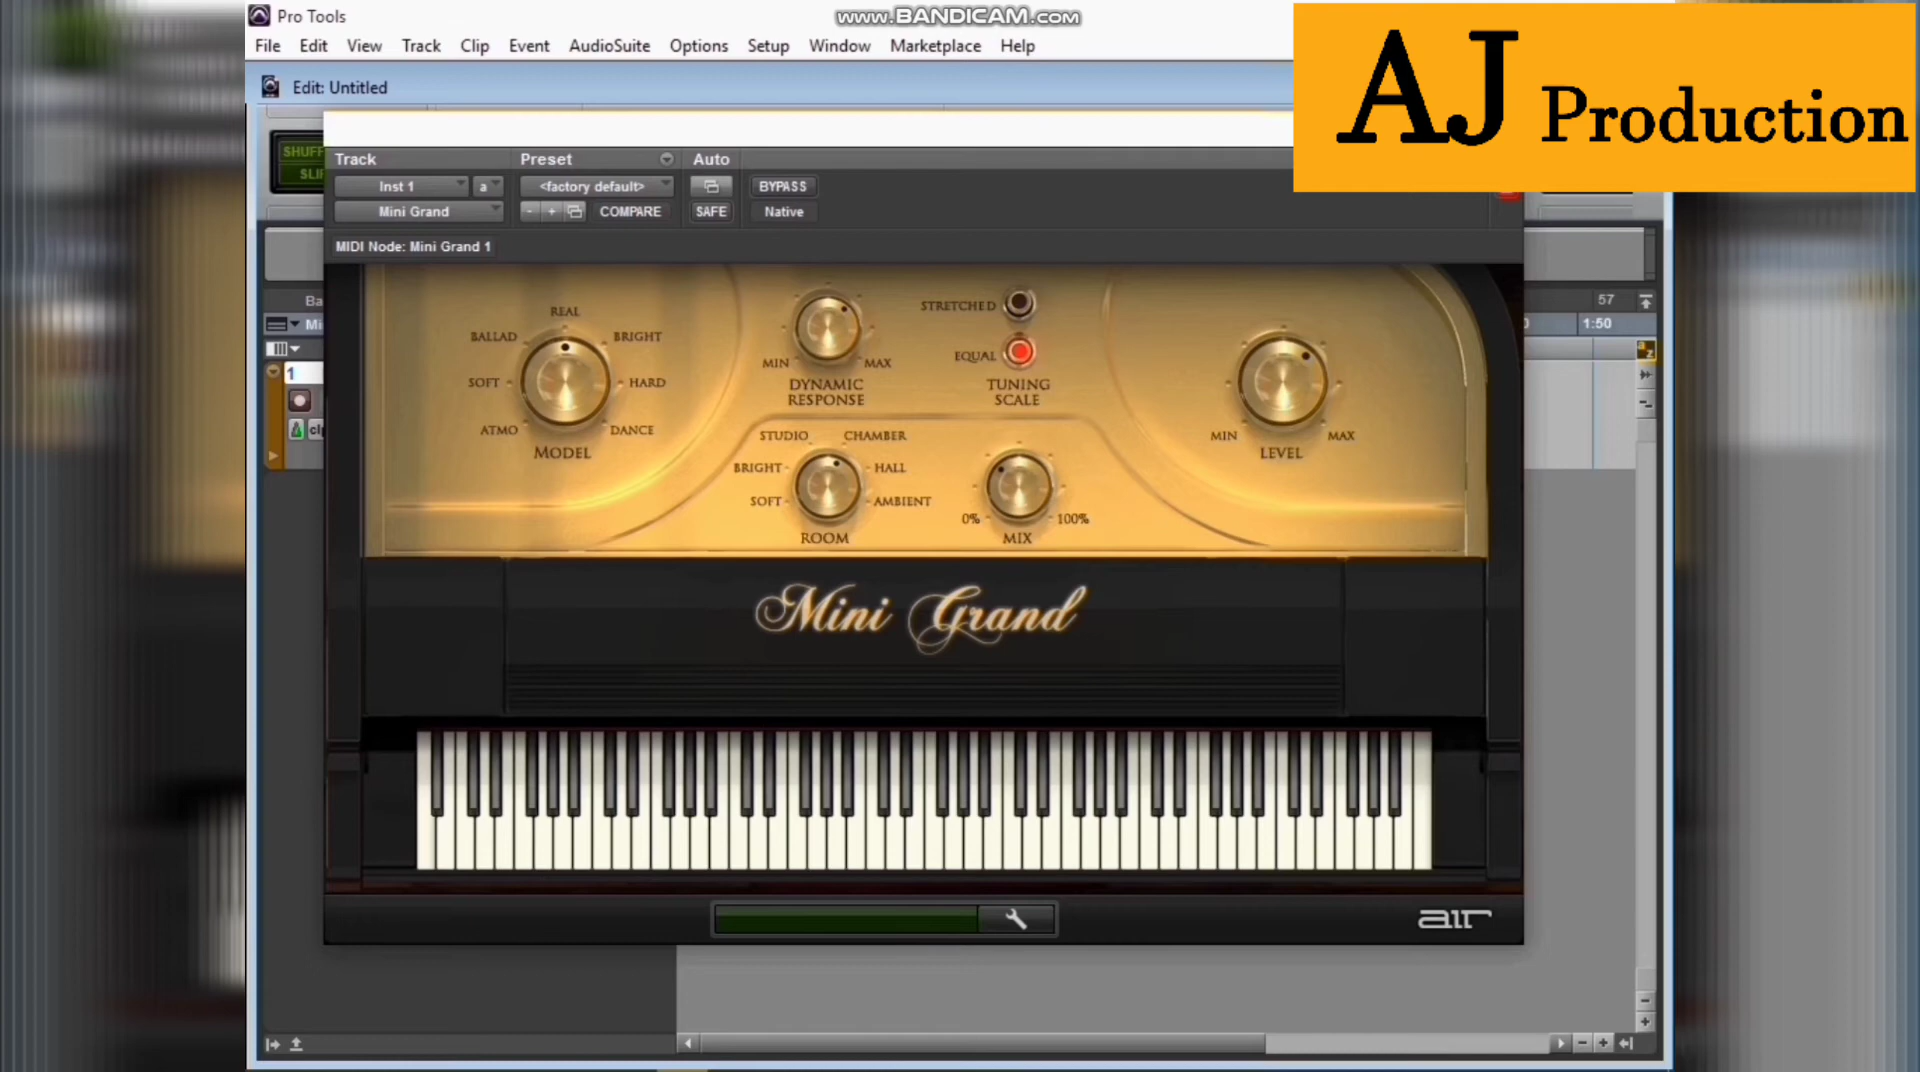 Pro Tools
www.BANDICAM.com
File Edit View Track Clip Event AudioSuite Options Setup Window Marketplace Help
AJ Production
Edit: Untitled
Track Preset Auto
Inst 1 a <factory default> BYPASS
Mini Grand - + COMPARE SAFE Native
MIDI Node: Mini Grand 1
57
1:50
1
REAL
BALLAD BRIGHT
SOFT HARD
ATMO DANCE
MODEL
MIN MAX
DYNAMIC
RESPONSE
STRETCHED
EQUAL
TUNING
SCALE
MIN MAX
LEVEL
STUDIO CHAMBER
BRIGHT HALL
SOFT AMBIENT
ROOM
0% 100%
MIX
Mini Grand
air